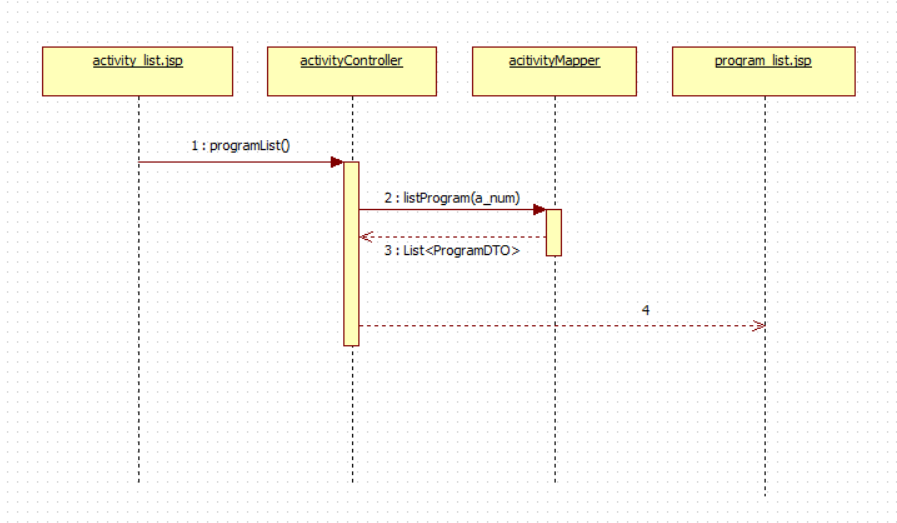 activity_list.jsp
activityController
acitivityMapper
program_list.jsp
1 : programList()
2 : listProgram(a_num)
3 : List<ProgramDTO>
4